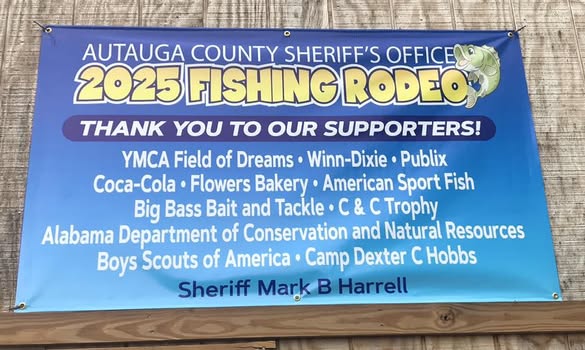 AUTAUGA COUNTY SHERIFF'S OFFICE
2025 FISHING RODEO
THANK YOU TO OUR SUPPORTERS!
YMCA Field of Dreams • Winn-Dixie • Publix
Coca-Cola • Flowers Bakery • American Sport Fish
Big Bass Bait and Tackle • C & C Trophy
Alabama Department of Conservation and Natural Resources
Boys Scouts of America • Camp Dexter C Hobbs
Sheriff Mark B Harrell